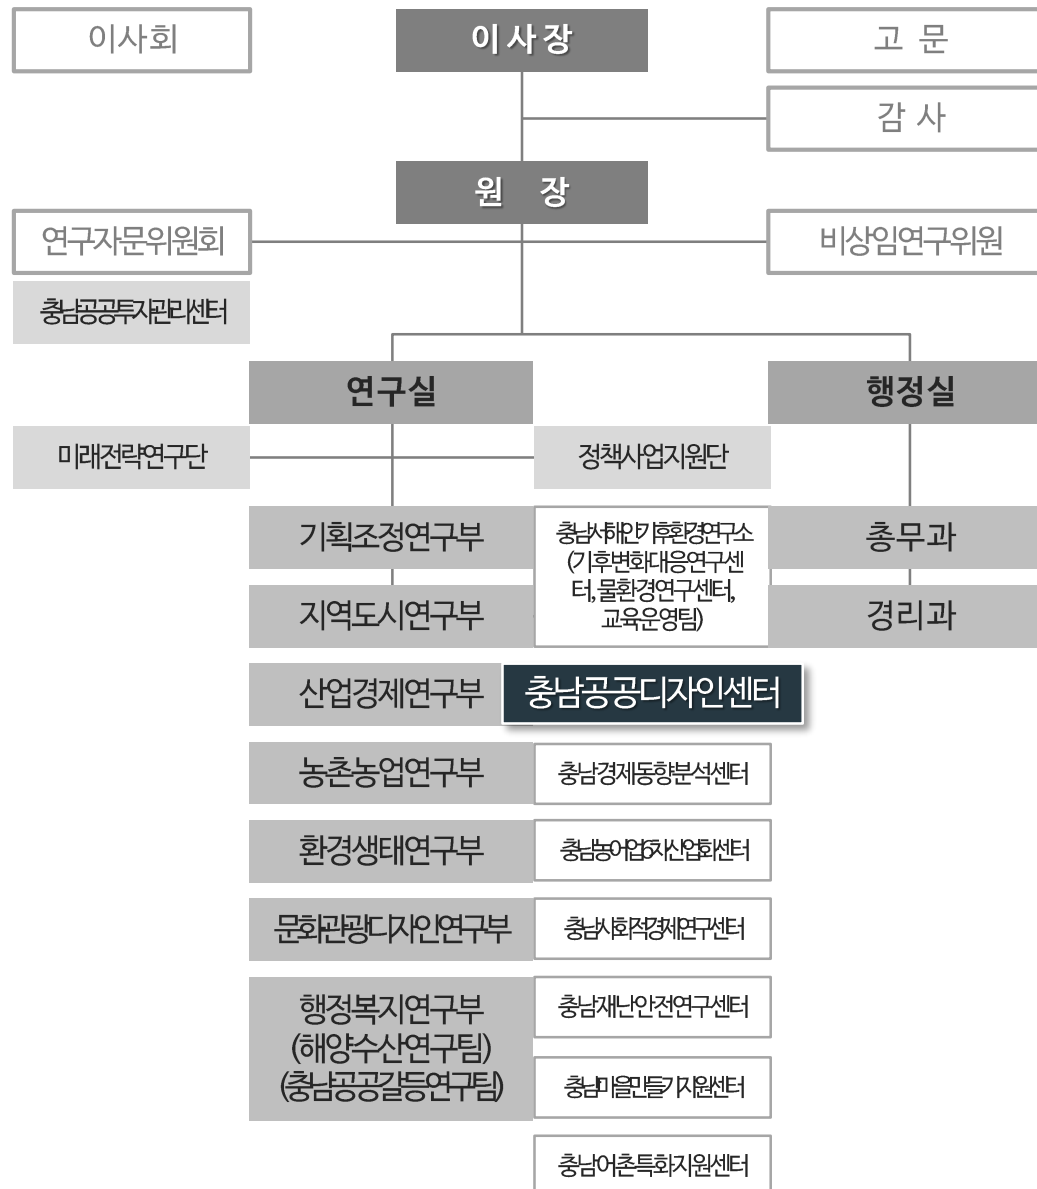 이사회
이 사 장
고 문
감 사
원 장
연구자문위원회
비상임연구위원
충남공공투자관리센터
연구실
행정실
미래전략연구단
정책사업지원단
기획조정연구부
충남서해안기후환경연구소
(기후변화대응연구센
터, 물환경연구센터,
교육운영팀)
총무과
지역도시연구부
경리과
산업경제연구부
충남공공디자인센터
농촌농업연구부
충남경제동향분석센터
환경생태연구부
충남농어업6차산업화센터
문화관광디자인연구부
충남사회적경제연구센터
행정복지연구부
(해양수산연구팀)
(충남공공갈등연구팀)
충남재난안전연구센터
충남마을만들기지원센터
충남어촌특화지원센터